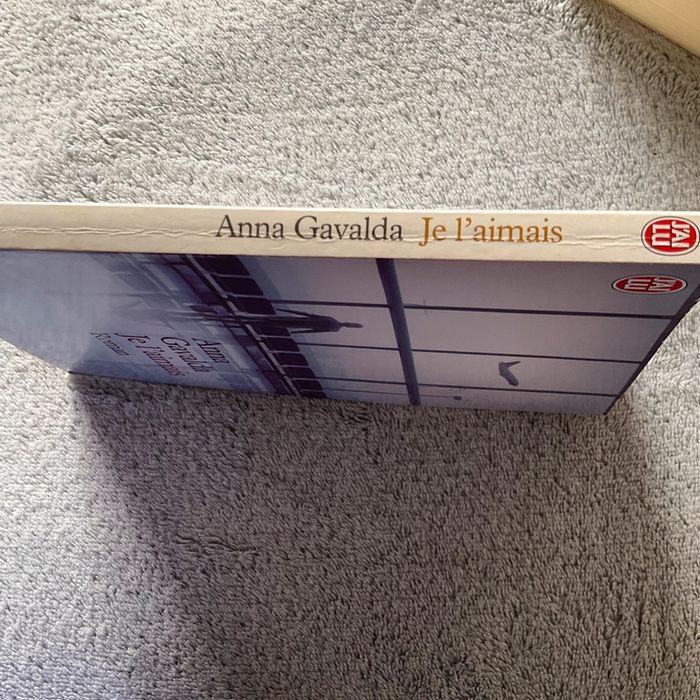 Anna Gavalda Je l'aimais
J'AI
LU
J'AI
LU
Anna
Gavalda
Je l'aimais
Roman